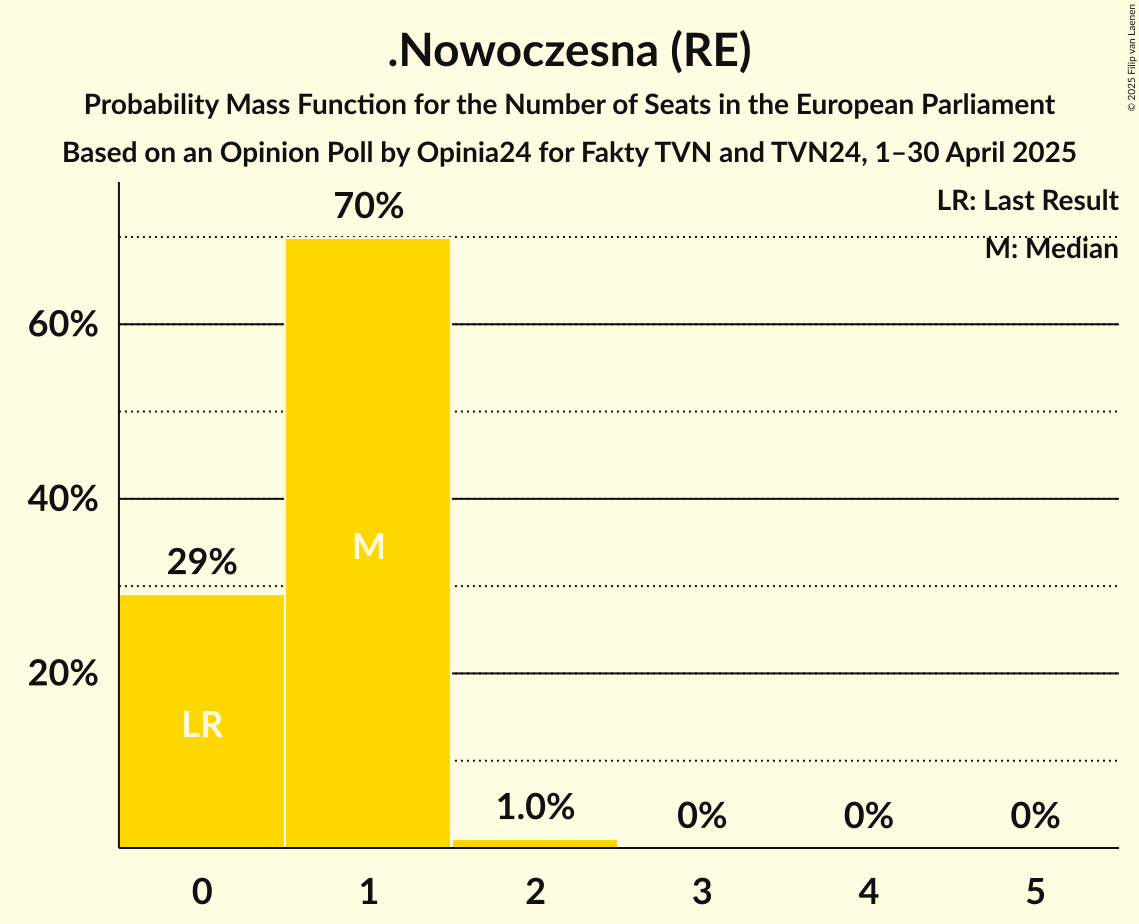 .Nowoczesna (RE)
Probability Mass Function for the Number of Seats in the European Parliament
Based on an Opinion Poll by Opinia24 for Fakty TVN and TVN24, 1–30 April 2025
© 2025 Filip van Laenen
LR: Last Result
M: Median
70%
60%
40%
29%
20%
M
LR
1.0%
0%
0%
0%
0
1
2
3
4
5